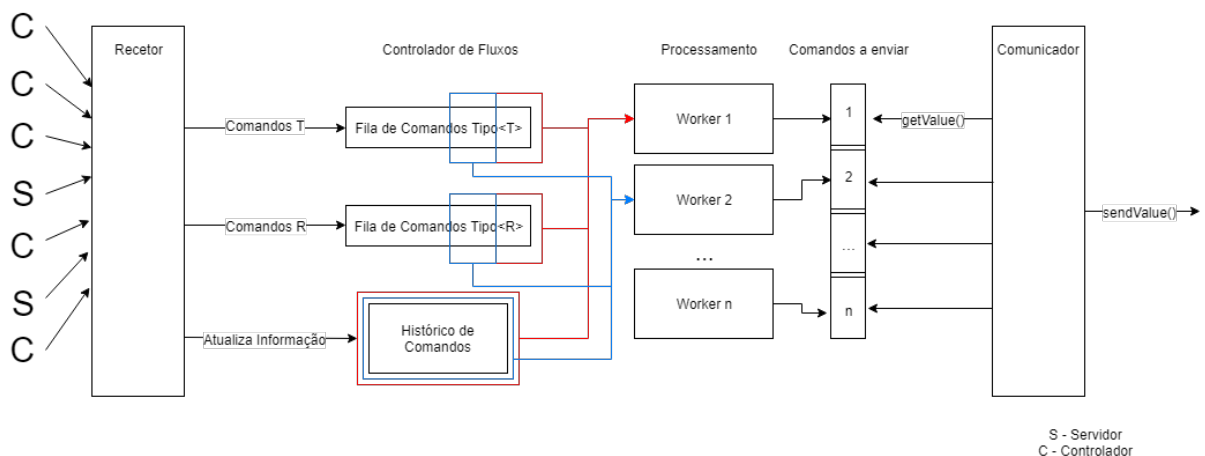 C
C
C
S
C
S
C
Recetor
Controlador de Fluxos
Processamento
Comandos a enviar
Comunicador
Comandos T
Fila de Comandos Tipo<T>
Comandos R
Fila de Comandos Tipo<R>
Atualiza Informação
Histórico de
Comandos
Worker 1
Worker 2
...
Worker n
1
2
...
n
getValue()
sendValue()
S - Servidor
C - Controlador